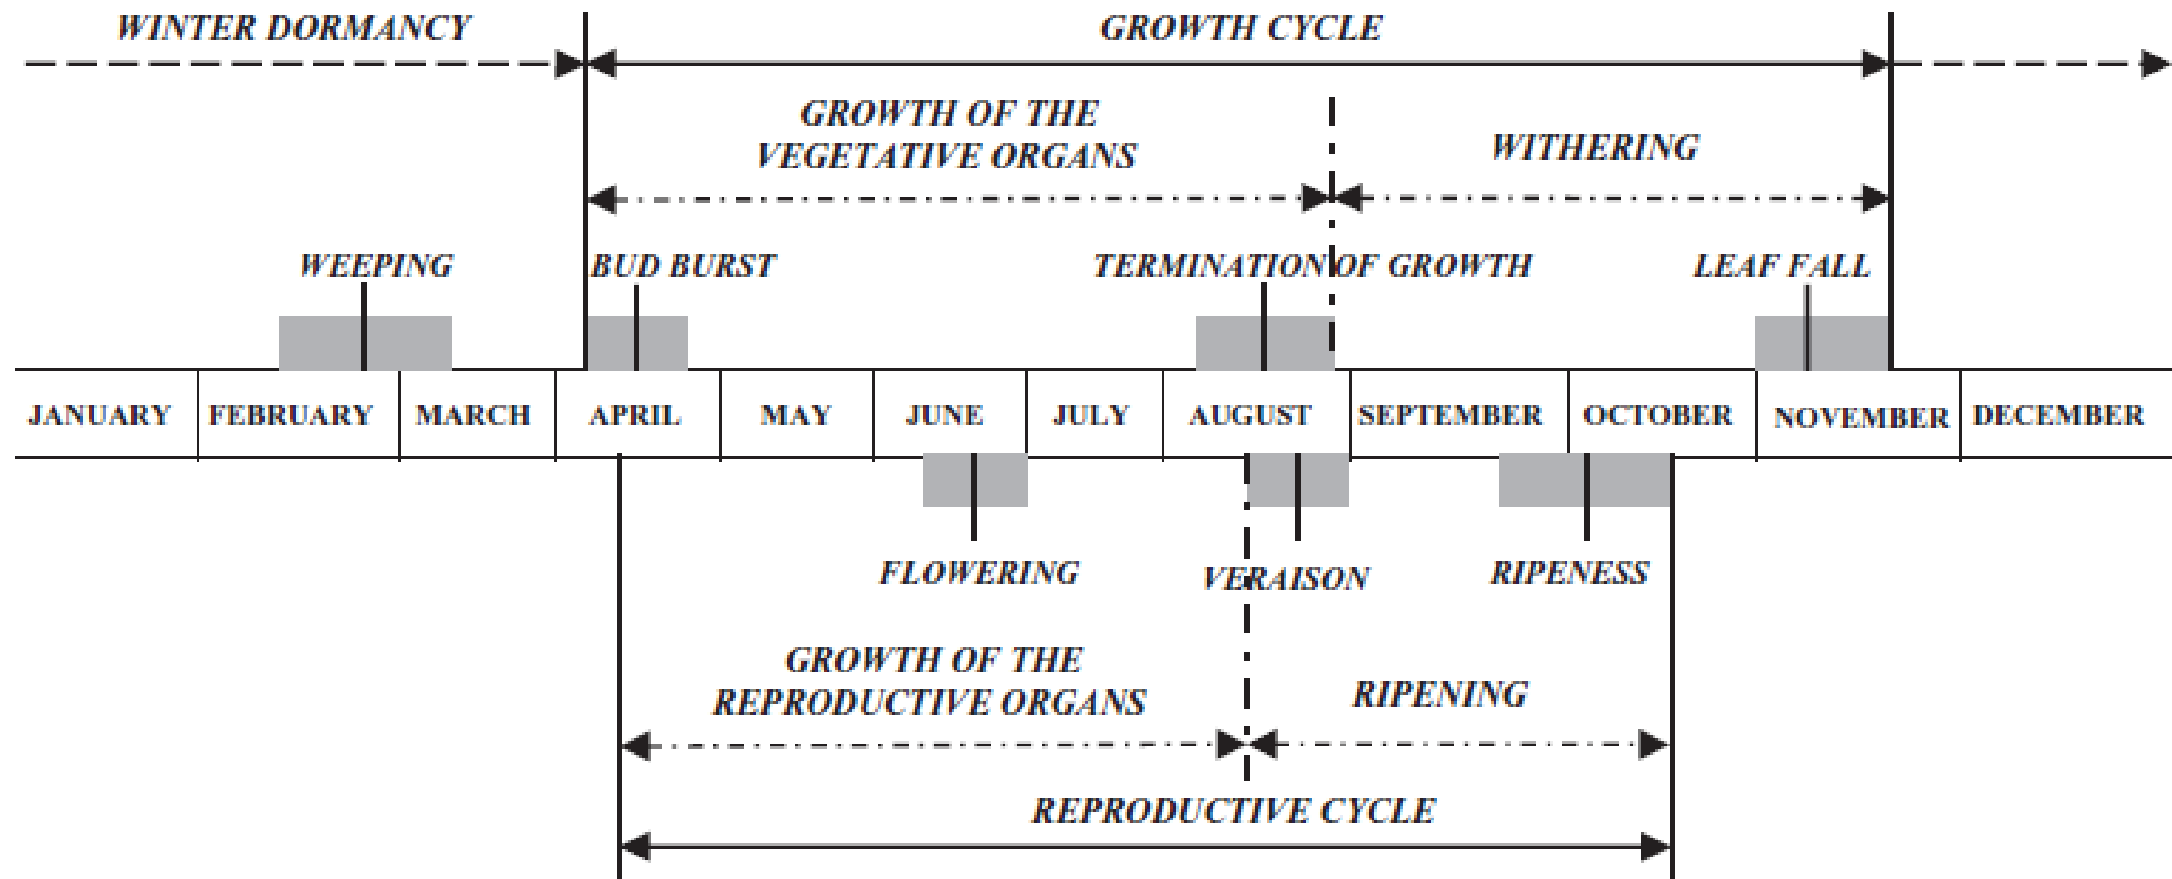 WINTER DORMANCY
GROWTH CYCLE
GROWTH OF THE
VEGETATIVE ORGANS
WITHERING
WEEPING
BUD BURST
TERMINATION OF GROWTH
LEAF FALL
JANUARY
FEBRUARY
MARCH
APRIL
MAY
JUNE
JULY
AUGUST
SEPTEMBER
OCTOBER
NOVEMBER
DECEMBER
FLOWERING
VERAISON
RIPENESS
GROWTH OF THE
REPRODUCTIVE ORGANS
RIPENING
REPRODUCTIVE CYCLE